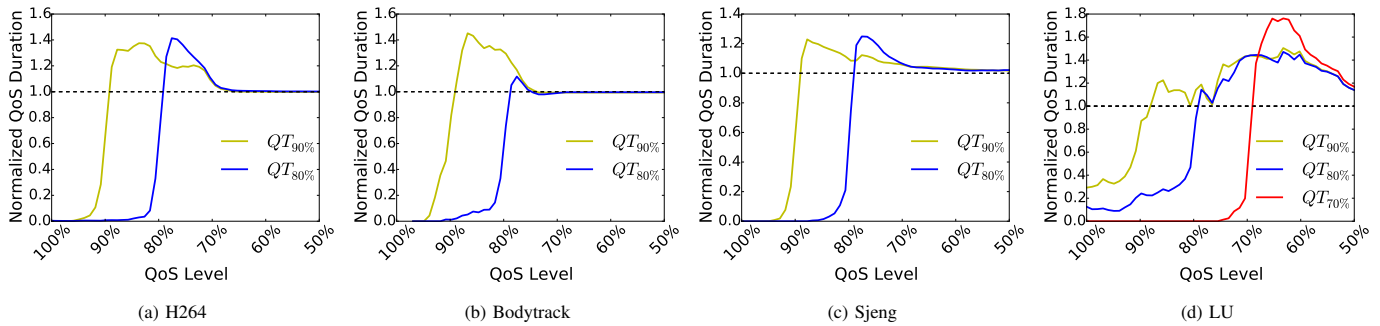 Normalized QoS Duration
1.6
1.4
1.2
1.0
0.8
0.6
0.4
0.2
0.0
100%
90%
80%
70%
60%
50%
QoS Level
QT90%
QT80%
(a) H264
Normalized QoS Duration
1.6
1.4
1.2
1.0
0.8
0.6
0.4
0.2
0.0
100%
90%
80%
70%
60%
50%
QoS Level
QT90%
QT80%
(b) Bodytrack
Normalized QoS Duration
1.4
1.2
1.0
0.8
0.6
0.4
0.2
0.0
100%
90%
80%
70%
60%
50%
QoS Level
QT90%
QT80%
(c) Sjeng
Normalized QoS Duration
1.8
1.6
1.4
1.2
1.0
0.8
0.6
0.4
0.2
0.0
100%
90%
80%
70%
60%
50%
QoS Level
QT90%
QT80%
QT70%
(d) LU